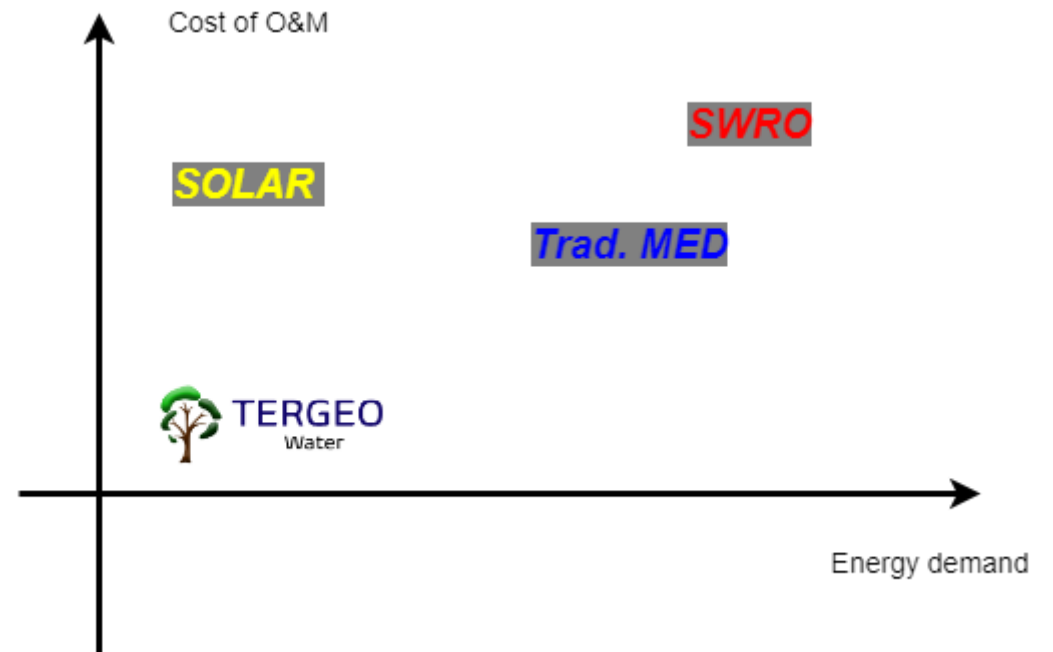 Cost of O&M
SWRO
SOLAR
Trad. MED
TERGEO
Water
Energy demand